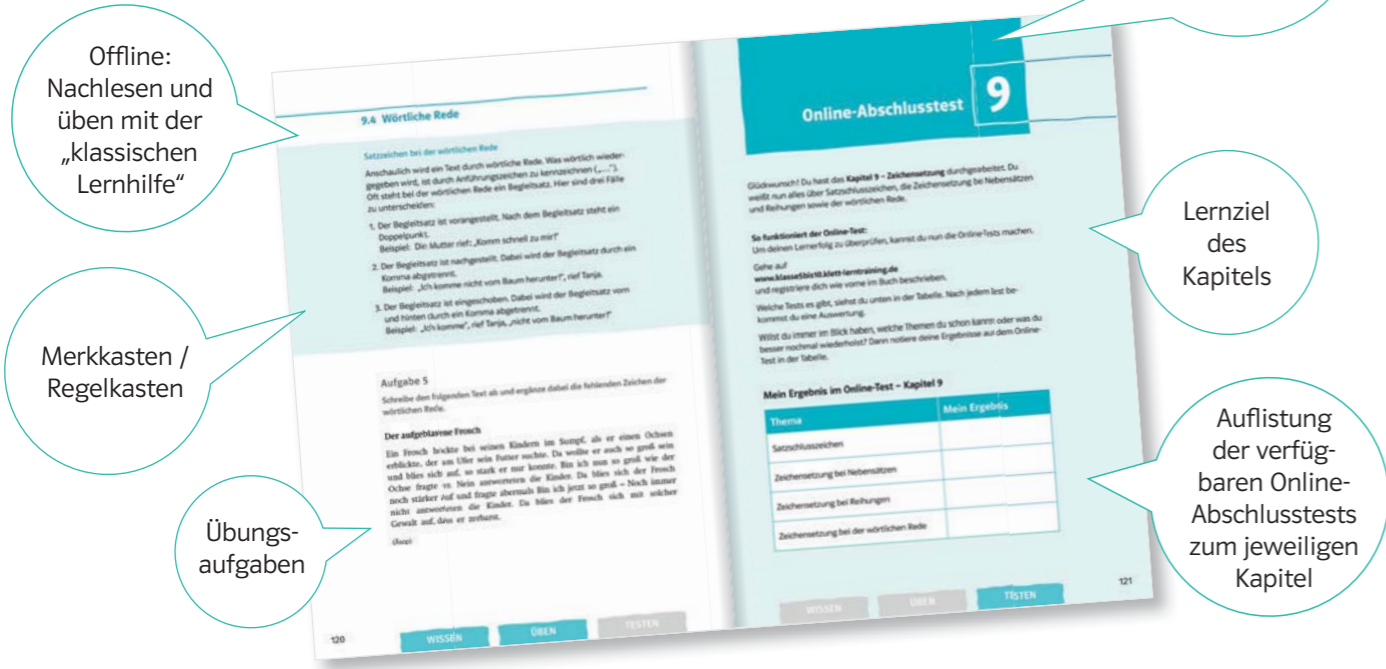 Offline:
Nachlesen und
üben mit der
„klassischen
Lernhilfe“
Merkkasten /
Regelkasten
Übungs-
aufgaben
9.4 Wörtliche Rede
Satzzeichen bei der wörtlichen Rede
Anschaulich wird ein Text durch wörtliche Rede. Was wörtlich wieder-
gegeben wird, ist durch Anführungszeichen zu kennzeichnen („...“).
Oft steht bei der wörtlichen Rede ein Begleitsatz. Hier sind drei Fälle
zu unterscheiden:
1. Der Begleitsatz ist vorangestellt. Nach dem Begleitsatz steht ein
Doppelpunkt.
Beispiel: Die Mutter rief: „Komm schnell zu mir!“
2. Der Begleitsatz ist nachgestellt. Dabei wird der Begleitsatz durch ein
Komma abgetrennt.
Beispiel: „Ich komme nicht vom Baum herunter!“, rief Tanja.
3. Der Begleitsatz ist eingeschoben. Dabei wird der Begleitsatz vorn
und hinten durch ein Komma abgetrennt.
Beispiel: „Ich komme“, rief Tanja, „nicht vom Baum herunter!“
Aufgabe 5
Schreibe den folgenden Text ab und ergänze dabei die fehlenden Zeichen der
wörtlichen Rede.
Der aufgeblasene Frosch
Ein Frosch hockte bei seinen Kindern im Sumpf, als er einen Ochsen
erblickte, der am Ufer sein Futter suchte. Da wollte er auch so groß sein
und blies sich auf, so stark er nur konnte. Bin ich nun so groß wie der
Ochse fragte er. Nein antworteten die Kinder. Da blies sich der Frosch
noch stärker auf und fragte abermals Bin ich jetzt so groß – Noch immer
nicht antworteten die Kinder. Da blies der Frosch sich mit solcher
Gewalt auf, dass er zerbarst.
(Äsop)
120
WISSEN
ÜBEN
TESTEN
Online-Abschlusstest
9
Glückwunsch! Du hast das Kapitel 9 – Zeichensetzung durchgearbeitet. Du
weißt nun alles über Satzschlusszeichen, die Zeichensetzung bei Nebensätzen
und Reihungen sowie der wörtlichen Rede.
So funktioniert der Online-Test:
Um deinen Lernerfolg zu überprüfen, kannst du nun die Online-Tests machen.
Gehe auf
www.klasse5bis10.klett-lerntraining.de
und registriere dich wie vorne im Buch beschrieben.
Welche Tests es gibt, siehst du unten in der Tabelle. Nach jedem Test be-
kommst du eine Auswertung.
Willst du immer im Blick haben, welche Themen du schon kannst oder was du
besser nochmal wiederholst? Dann notiere deine Ergebnisse auf dem Online-
Test in der Tabelle.
Mein Ergebnis im Online-Test – Kapitel 9
Thema Mein Ergebnis
Satzschlusszeichen
Zeichensetzung bei Nebensätzen
Zeichensetzung bei Reihungen
Zeichensetzung bei der wörtlichen Rede
WISSEN
ÜBEN
TESTEN
121
Lernziel
des
Kapitels
Auflistung
der verfüg-
baren Online-
Abschlusstests
zum jeweiligen
Kapitel